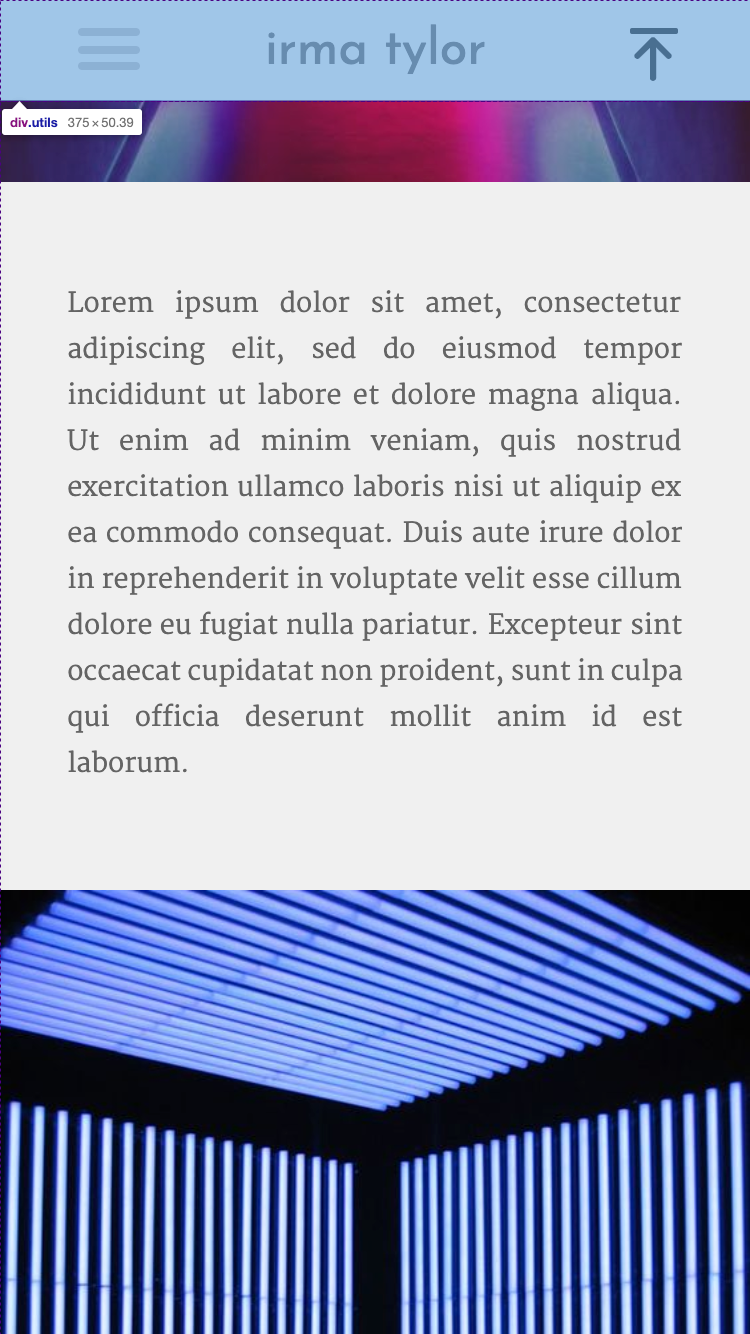 irma tylor
div.utils 375 × 50.39
Lorem ipsum dolor sit amet, consectetur
adipiscing elit, sed do eiusmod tempor
incididunt ut labore et dolore magna aliqua.
Ut enim ad minim veniam, quis nostrud
exercitation ullamco laboris nisi ut aliquip ex
ea commodo consequat. Duis aute irure dolor
in reprehenderit in voluptate velit esse cillum
dolore eu fugiat nulla pariatur. Excepteur sint
occaecat cupidatat non proident, sunt in culpa
qui officia deserunt mollit anim id est
laborum.